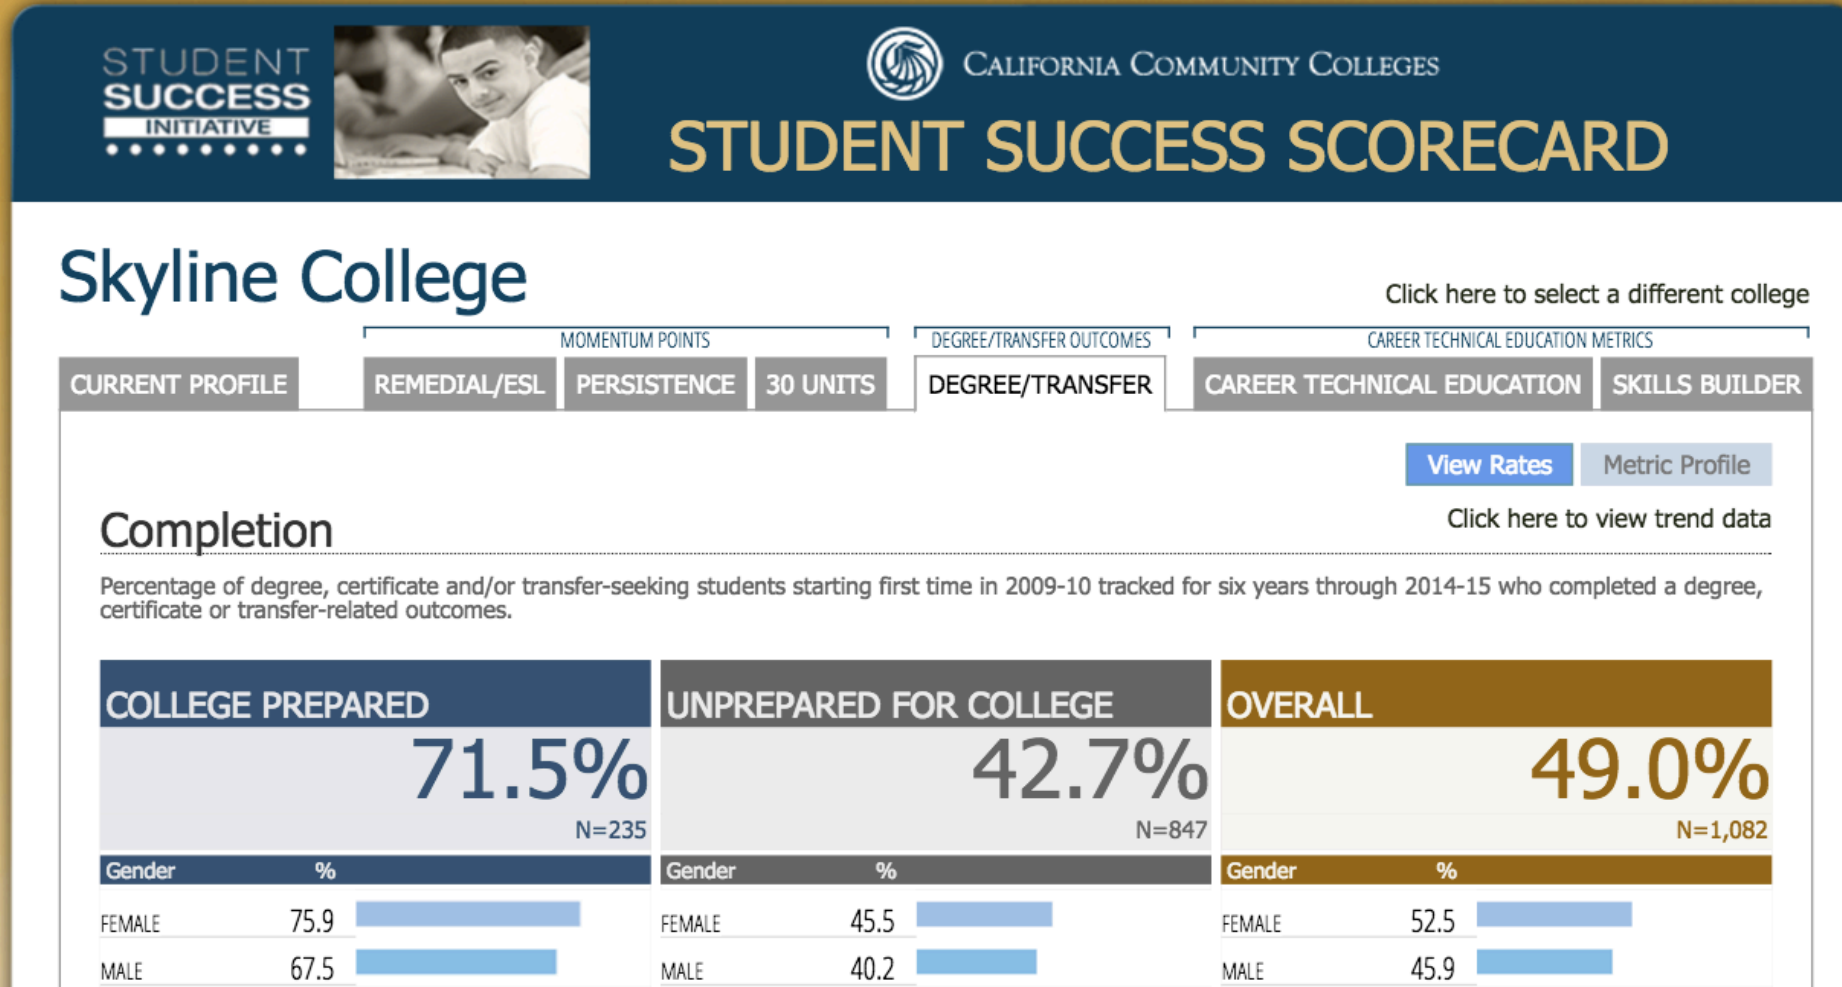 STUDENT
SUCCESS
INITIATIVE
CALIFORNIA COMMUNITY COLLEGES
STUDENT SUCCESS SCORECARD
Skyline College
Click here to select a different college
MOMENTUM POINTS
DEGREE/TRANSFER OUTCOMES
CAREER TECHNICAL EDUCATION METRICS
CURRENT PROFILE
REMEDIAL/ESL
PERSISTENCE
30 UNITS
DEGREE/TRANSFER
CAREER TECHNICAL EDUCATION
SKILLS BUILDER
View Rates
Metric Profile
Completion
Click here to view trend data
Percentage of degree, certificate and/or transfer-seeking students starting first time in 2009-10 tracked for six years through 2014-15 who completed a degree,
certificate or transfer-related outcomes.
COLLEGE PREPARED
71.5%
N=235
Gender %
FEMALE 75.9
MALE 67.5
UNPREPARED FOR COLLEGE
42.7%
N=847
Gender %
FEMALE 45.5
MALE 40.2
OVERALL
49.0%
N=1,082
Gender %
FEMALE 52.5
MALE 45.9